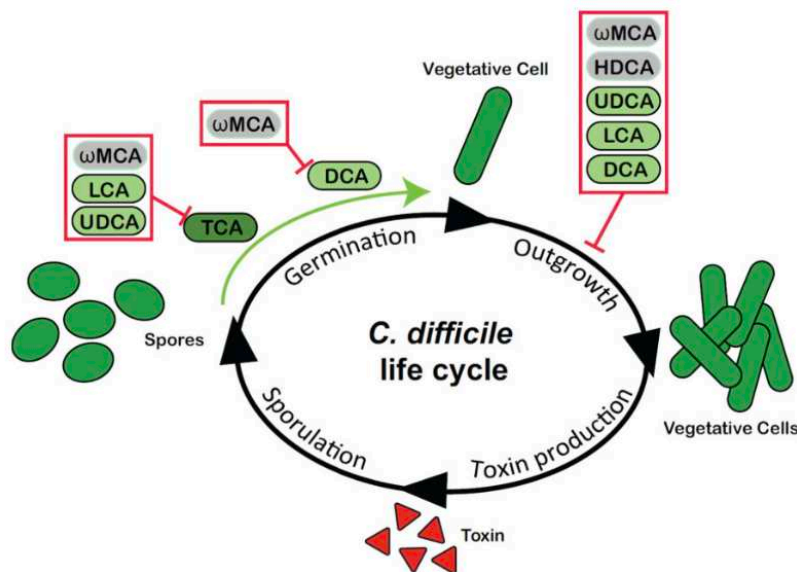 ωMCA
LCA
UDCA
TCA
ωMCA
DCA
Vegetative Cell
ωMCA
HDCA
UDCA
LCA
DCA
Germination
Outgrowth
Spores
C. difficile
life cycle
Vegetative Cells
Sporulation
Toxin production
Toxin